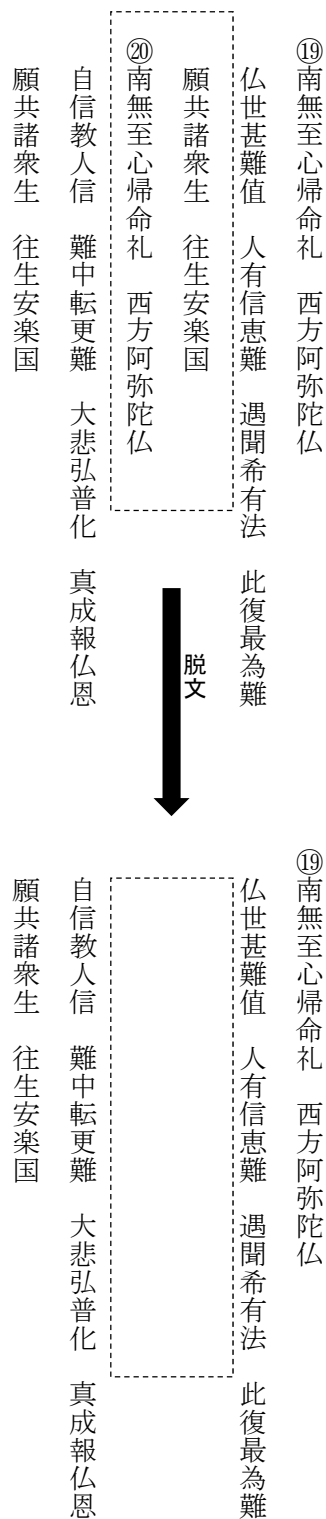 ⑲南無至心帰命礼　西方阿弥陀仏
仏世甚難値　人有信恵難　遇聞希有法　此復最為難
願共諸衆生　往生安楽国
⑳南無至心帰命礼　西方阿弥陀仏
自信教人信　難中転更難　大悲弘普化　真成報仏恩
願共諸衆生　往生安楽国
脱文
⑲南無至心帰命礼　西方阿弥陀仏
仏世甚難値　人有信恵難　遇聞希有法　此復最為難
自信教人信　難中転更難　大悲弘普化　真成報仏恩
願共諸衆生　往生安楽国